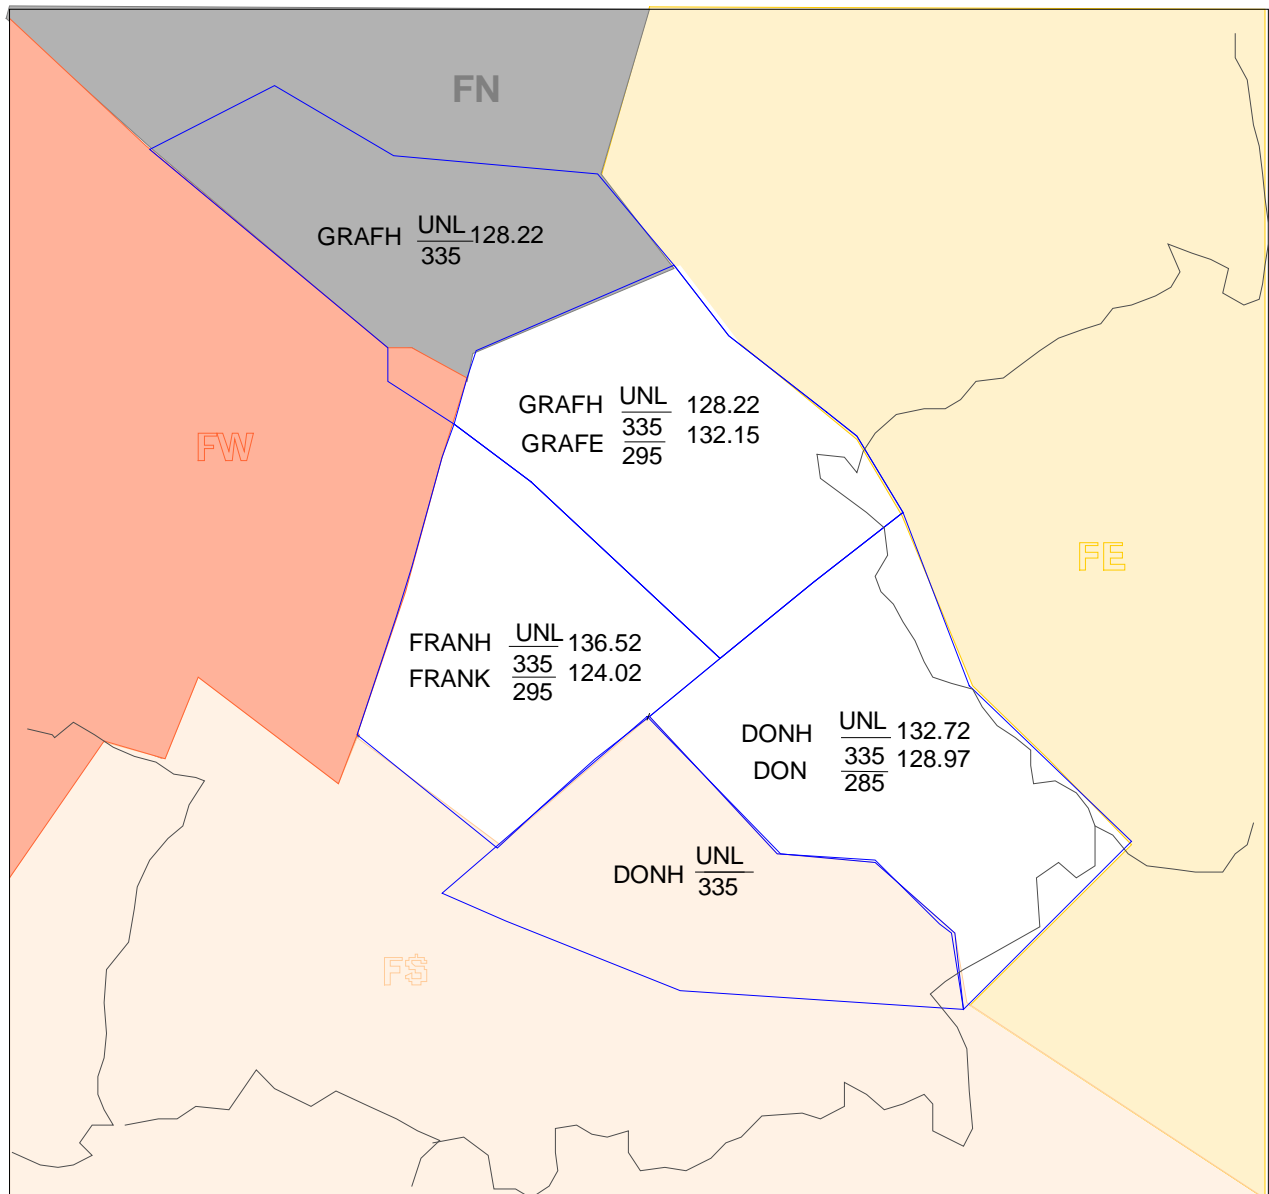 FN
GRAFH UNL 128.22
335
GRAFH UNL 128.22
335
GRAFE 295 132.15
FW
FE
FRANH UNL 136.52
335
FRANK 295 124.02
DONH UNL 132.72
335
DON 285 128.97
DONH UNL
335
FS